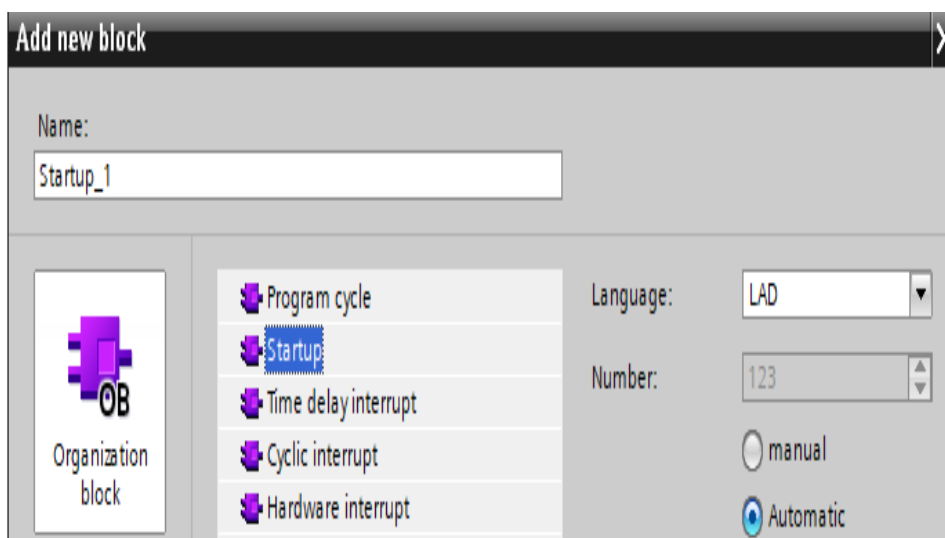 Add new block
Name:
Startup_1
OB
Organization
block
Program cycle
Startup
Time delay interrupt
Cyclic interrupt
Hardware interrupt
Language:
LAD
Number:
123
manual
Automatic